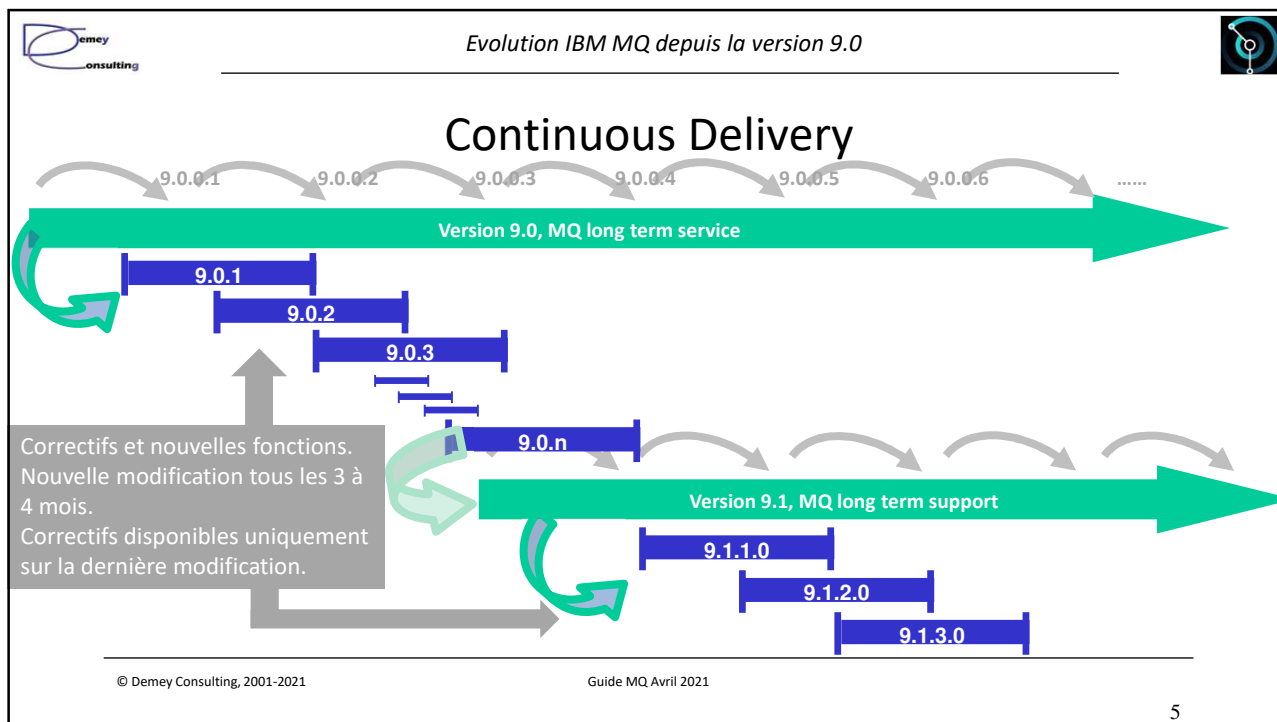 Demey
Consulting
Evolution IBM MQ depuis la version 9.0
Continuous Delivery
9.0.0.1 9.0.0.2 9.0.0.3 9.0.0.4 9.0.0.5 9.0.0.6 ......
Version 9.0, MQ long term service
9.0.1
9.0.2
9.0.3
9.0.n
Correctifs et nouvelles fonctions.
Nouvelle modification tous les 3 à
4 mois.
Correctifs disponibles uniquement
sur la dernière modification.
Version 9.1, MQ long term support
9.1.1.0
9.1.2.0
9.1.3.0
© Demey Consulting, 2001-2021 Guide MQ Avril 2021
5